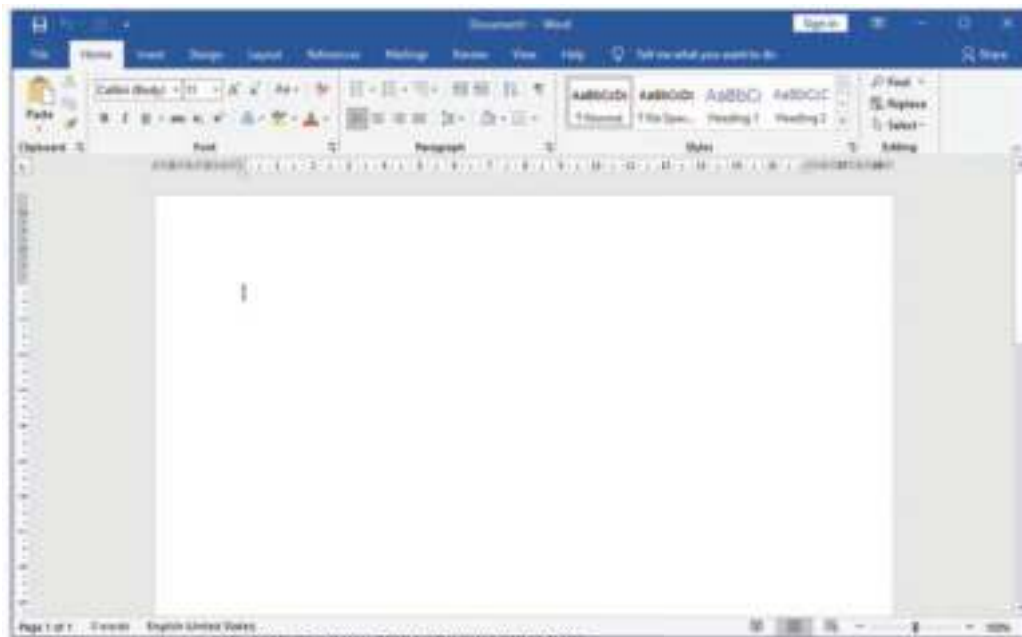 Document1 - Word
Sign in
File Home Insert Design Layout References Mailings Review View Help Tell me what you want to do Share
Paste
Calibri (Body) 11
AaBbCcDc AaBbCcDc AaBbCc AaBbCcC
¶ Normal ¶ No Spac... Heading 1 Heading 2
Find
Replace
Select
Clipboard Font Paragraph Styles Editing
Page 1 of 1 0 words English (United States) 100%